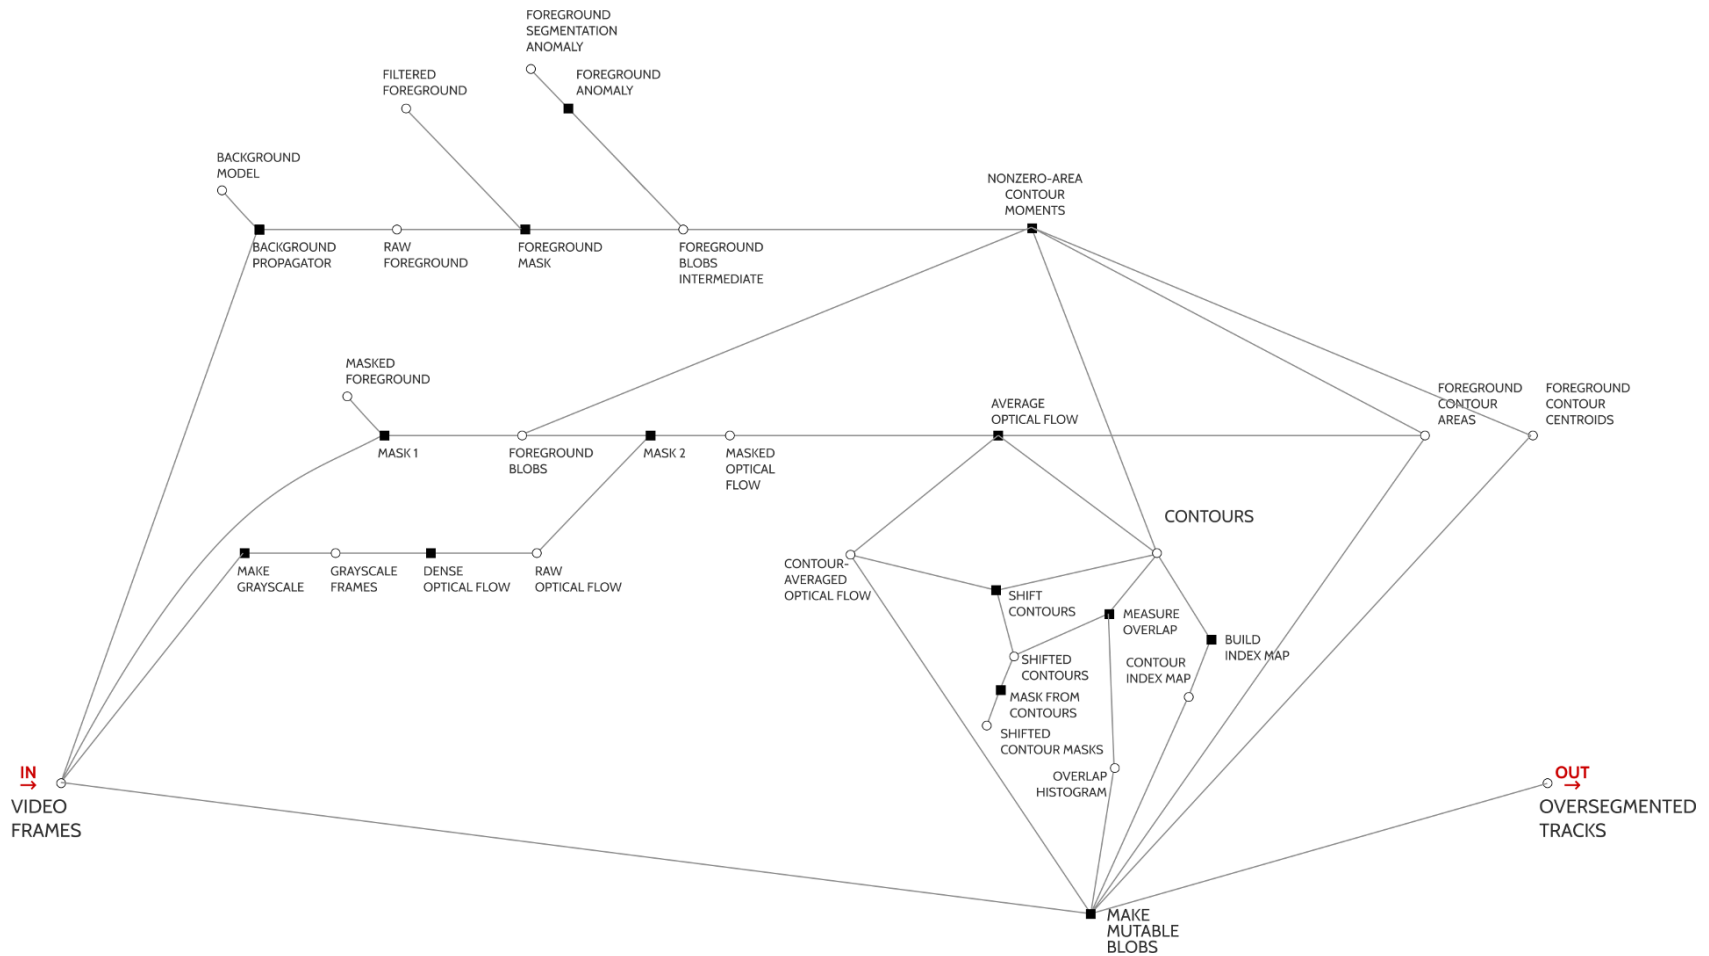 FOREGROUND
SEGMENTATION
ANOMALY
FILTERED
FOREGROUND
FOREGROUND
ANOMALY
BACKGROUND
MODEL
NONZERO-AREA
CONTOUR
MOMENTS
BACKGROUND
PROPAGATOR
RAW
FOREGROUND
FOREGROUND
MASK
FOREGROUND
BLOBS
INTERMEDIATE
MASKED
FOREGROUND
AVERAGE
OPTICAL FLOW
FOREGROUND
CONTOUR
AREAS
FOREGROUND
CONTOUR
CENTROIDS
MASK 1
FOREGROUND
BLOBS
MASK 2
MASKED
OPTICAL
FLOW
CONTOURS
MAKE
GRAYSCALE
GRAYSCALE
FRAMES
DENSE
OPTICAL FLOW
RAW
OPTICAL FLOW
CONTOUR-
AVERAGED
OPTICAL FLOW
SHIFT
CONTOURS
MEASURE
OVERLAP
BUILD
INDEX MAP
SHIFTED
CONTOURS
CONTOUR
INDEX MAP
MASK FROM
CONTOURS
SHIFTED
CONTOUR MASKS
OVERLAP
HISTOGRAM
IN
→
VIDEO
FRAMES
OUT
→
OVERSEGMENTED
TRACKS
MAKE
MUTABLE
BLOBS